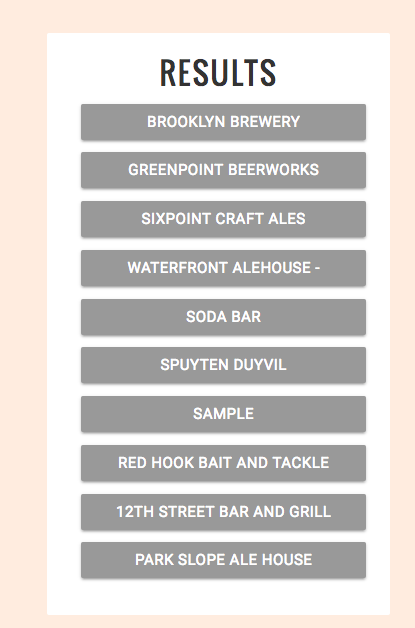 RESULTS
BROOKLYN BREWERY
GREENPOINT BEERWORKS
SIXPOINT CRAFT ALES
WATERFRONT ALEHOUSE -
SODA BAR
SPUYTEN DUYVIL
SAMPLE
RED HOOK BAIT AND TACKLE
12TH STREET BAR AND GRILL
PARK SLOPE ALE HOUSE